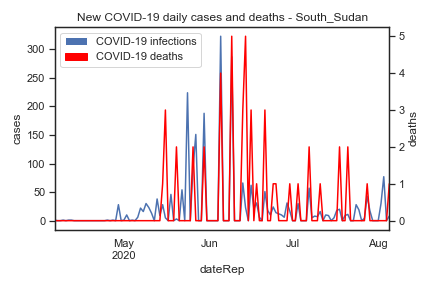 New COVID-19 daily cases and deaths - South_Sudan
COVID-19 infections
COVID-19 deaths
300
250
200
150
100
50
0
cases
5
4
3
2
1
0
deaths
May
2020
Jun
Jul
Aug
dateRep